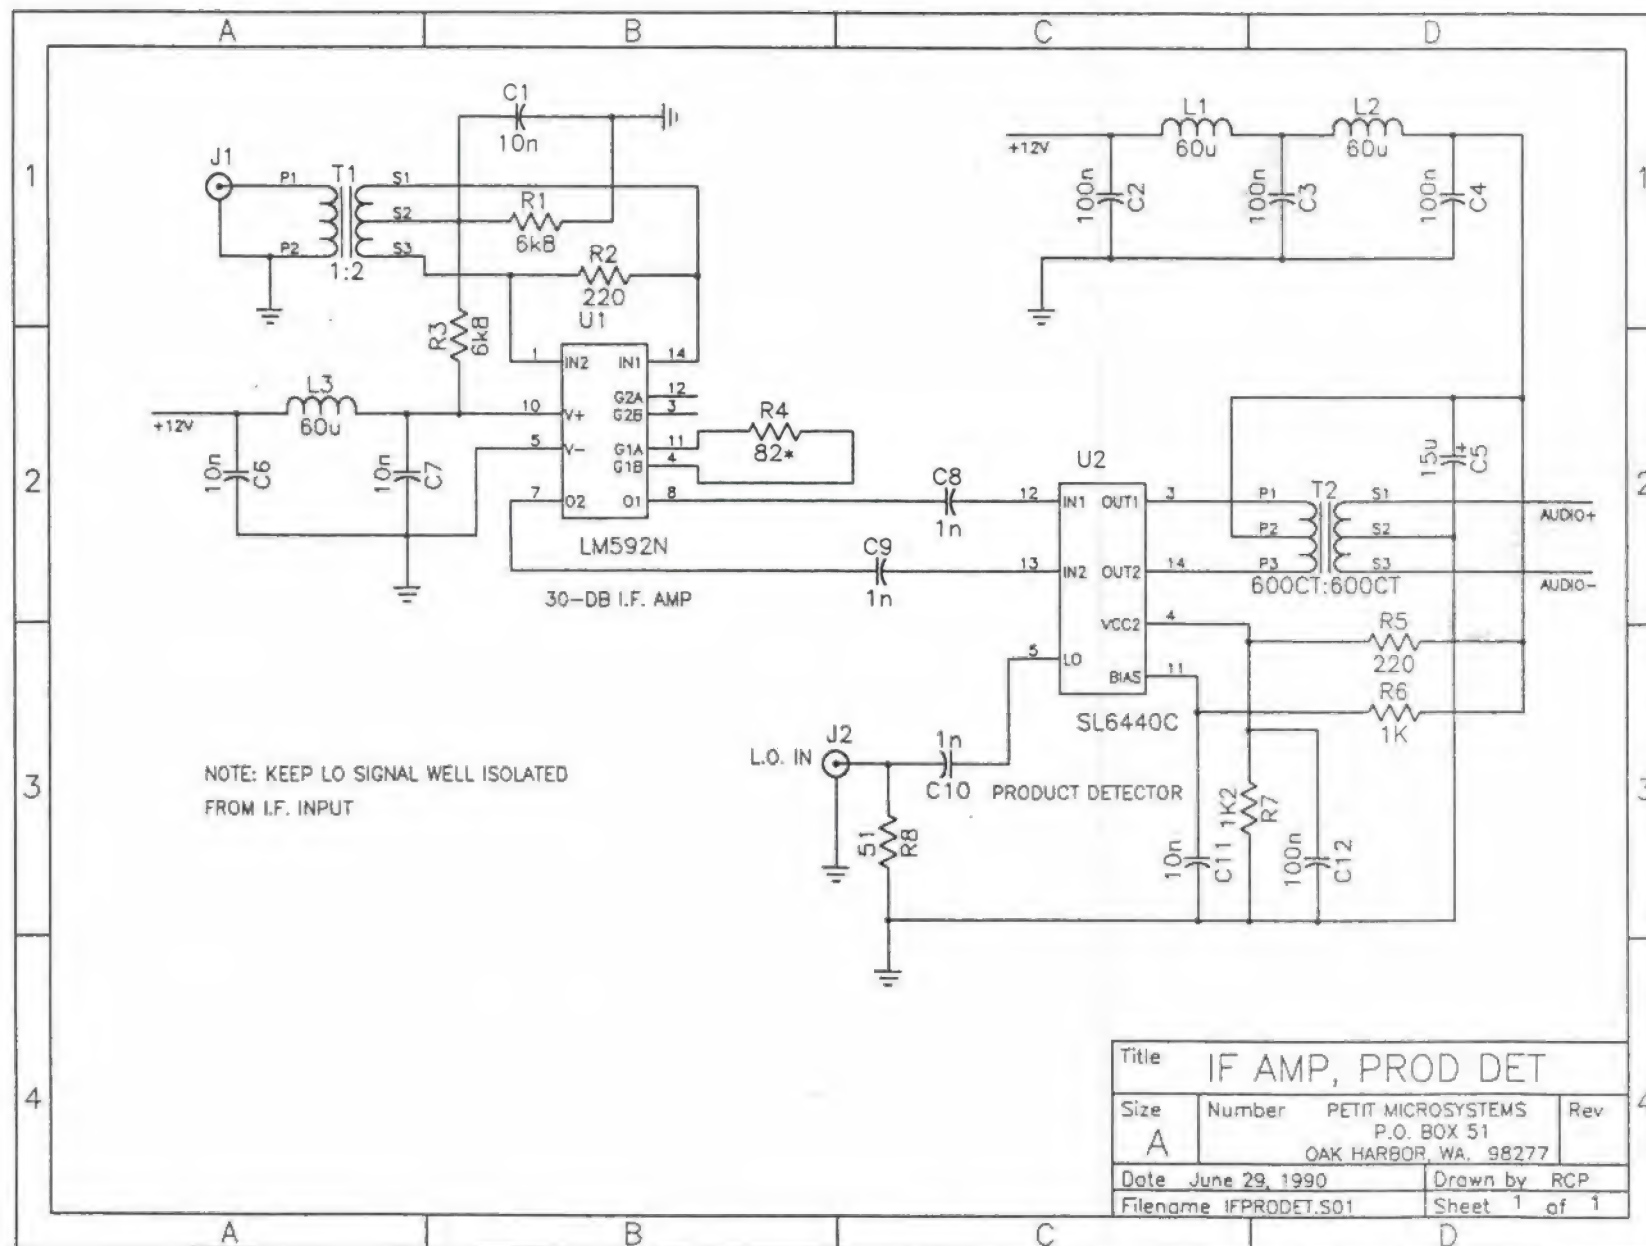 A B C D
1
2
3
4
C1
10n
J1
P1
P2
T1
1:2
S1
S2
S3
R1
6k8
R2
220
R3
6k8
U1
1 IN2 IN1 14
G2A 12
G2B 3
10 V+
5 V-
G1A 11
G1B 4
7 O2 O1 8
LM592N
30-DB I.F. AMP
R4
82*
+12V
L3
60u
10n
C6
10n
C7
C8
1n
C9
1n
+12V
L1
60u
L2
60u
100n
C2
100n
C3
100n
C4
15u
+
C5
U2
12 IN1 OUT1 3
13 IN2 OUT2 14
VCC2 4
5 LO
BIAS 11
SL6440C
P1
P2
P3
T2
S1
S2
S3
600CT:600CT
AUDIO+
AUDIO-
R5
220
R6
1K
L.O. IN
J2
1n
C10
PRODUCT DETECTOR
51
R8
10n
C11
1K2
R7
100n
C12
NOTE: KEEP LO SIGNAL WELL ISOLATED
FROM I.F. INPUT
Title IF AMP, PROD DET
Size A
Number PETIT MICROSYSTEMS
P.O. BOX 51
OAK HARBOR, WA. 98277
Rev
Date June 29, 1990
Drawn by RCP
Filename IFPRODET.S01
Sheet 1 of 1
1
2
3
4
A B C D